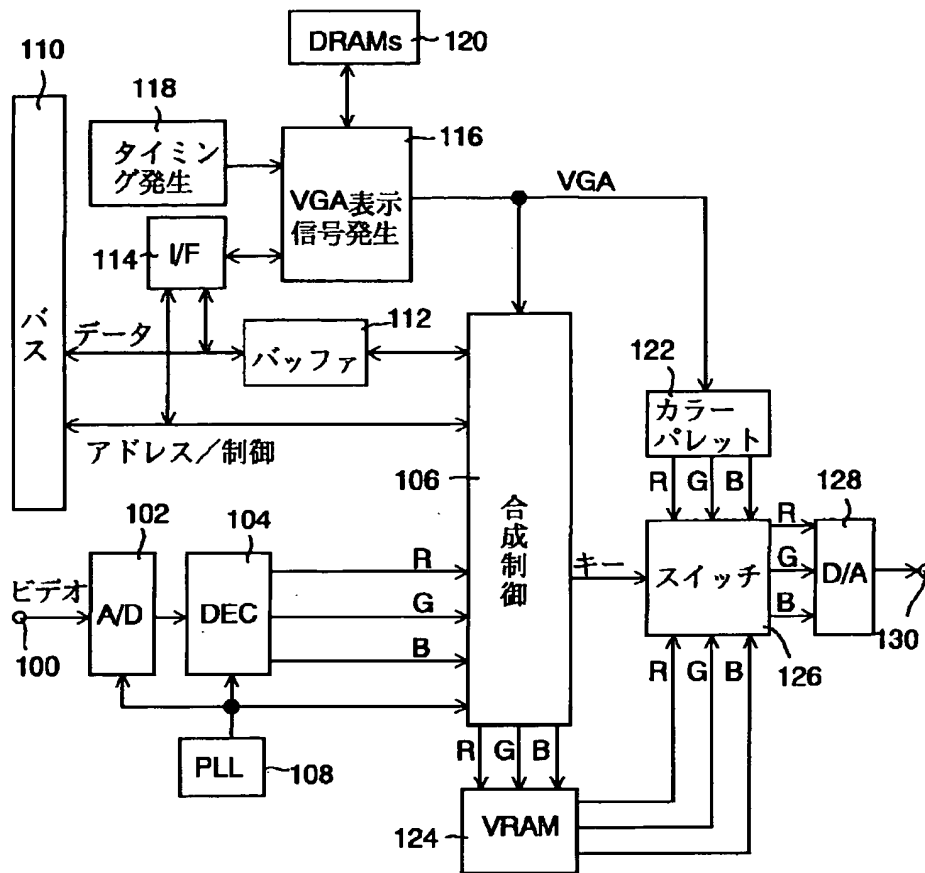 DRAMs
120
110
118
タイミン
グ発生
116
VGA表示
信号発生
VGA
114
I/F
バス
データ
112
バッファ
122
カラー
パレット
アドレス/制御
106
合成制御
R
G
B
102
104
128
ビデオ
A/D
DEC
R
G
B
キー
スイッチ
R
G
B
D/A
100
130
126
R
G
B
PLL
108
R
G
B
124
VRAM